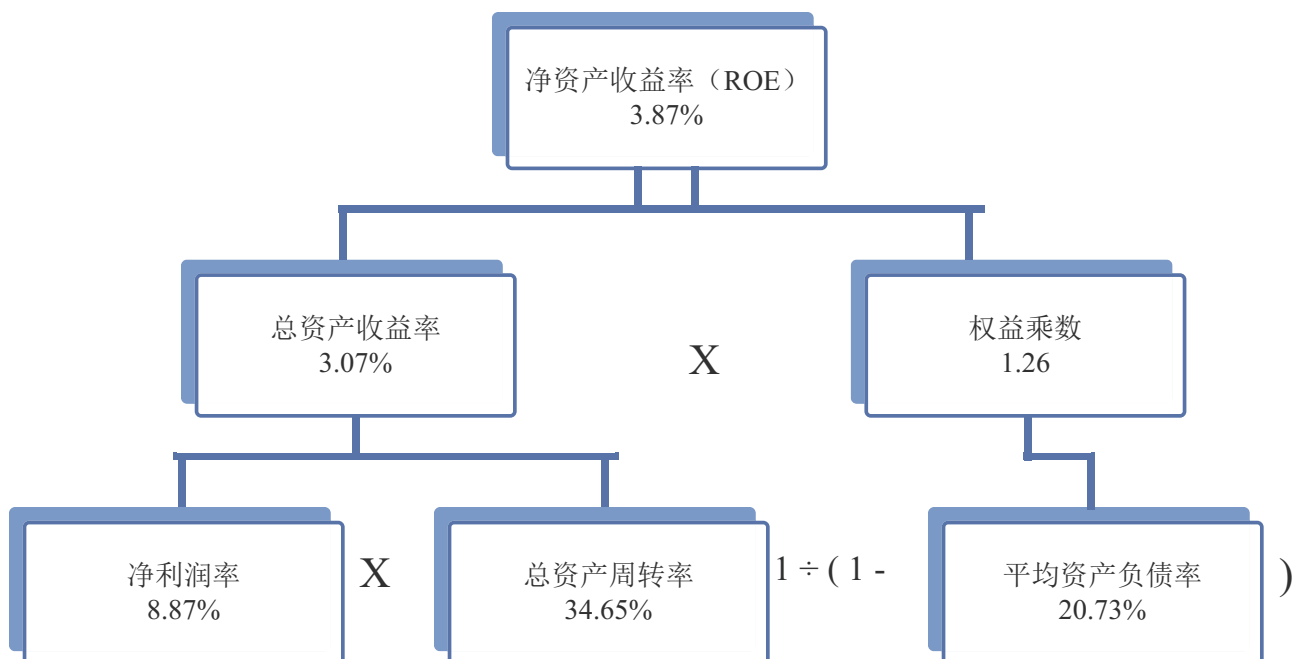 净资产收益率（ROE）
3.87%
总资产收益率
3.07%
X
权益乘数
1.26
净利润率
8.87%
X
总资产周转率
34.65%
1 ÷ ( 1 -
平均资产负债率
20.73%
)